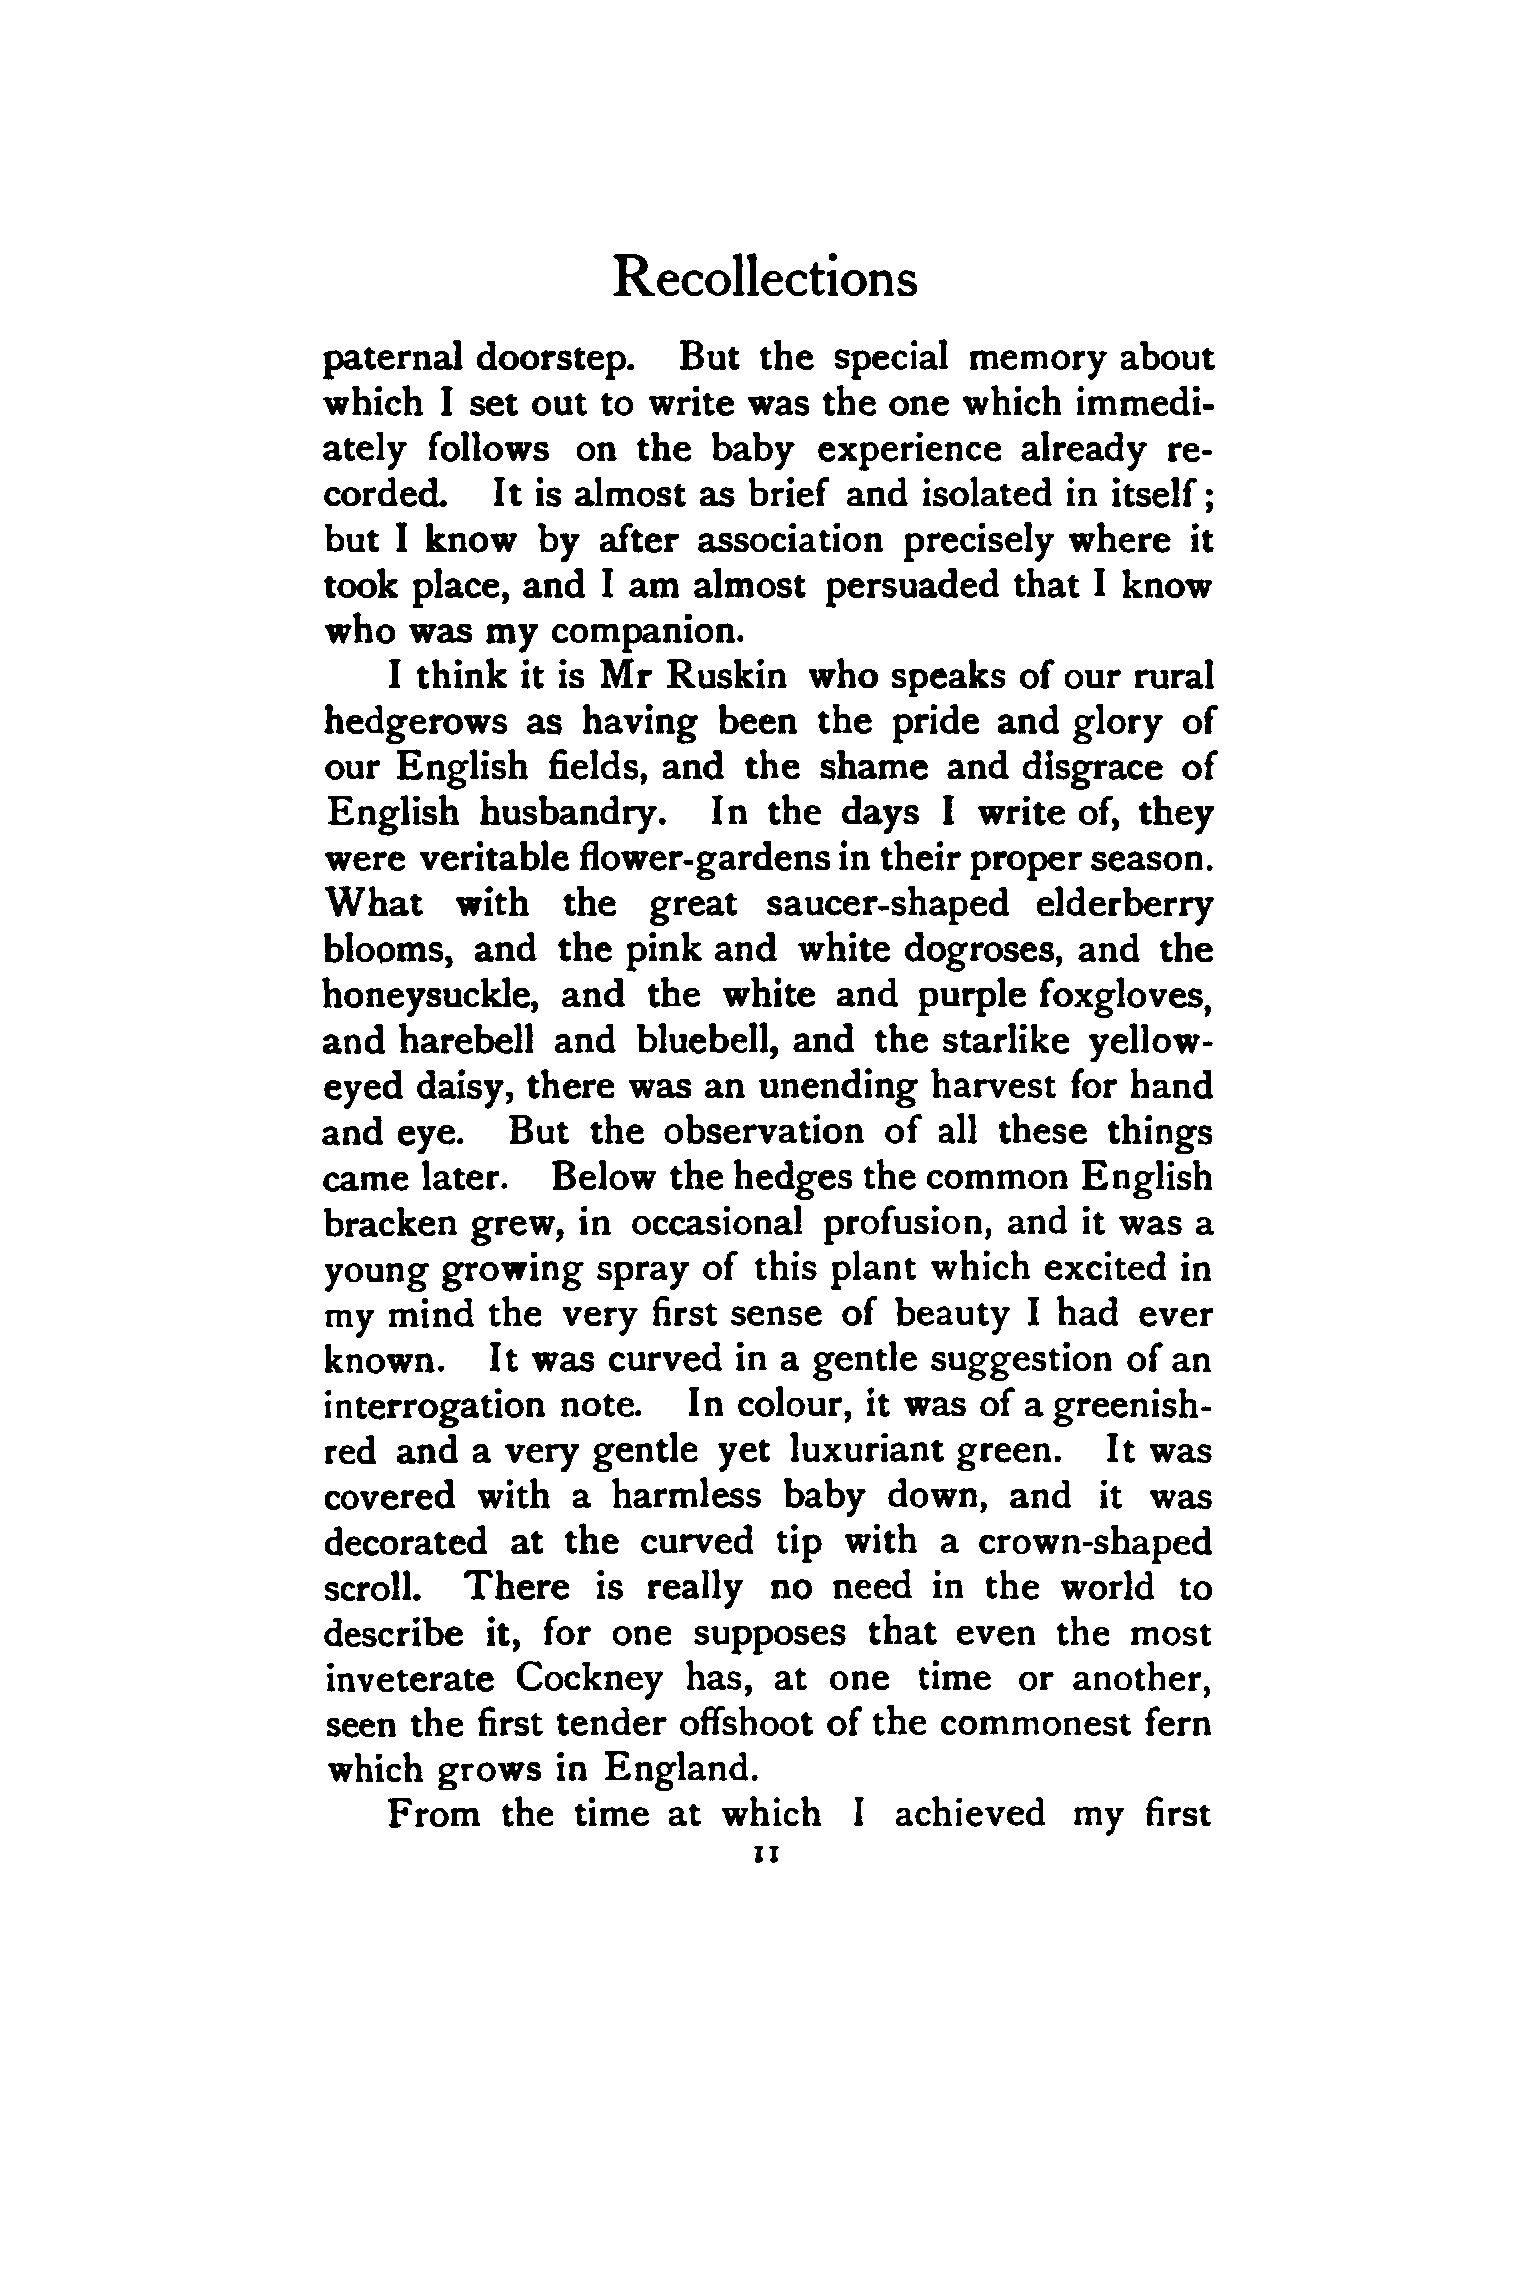 Recollections
paternal doorstep. But the special memory about
which I set out to write was the one which immedi-
ately follows on the baby experience already re-
corded. It is almost as brief and isolated in itself;
but I know by after association precisely where it
took place, and I am almost persuaded that I know
who was my companion.
I think it is Mr Ruskin who speaks of our rural
hedgerows as having been the pride and glory of
our English fields, and the shame and disgrace of
English husbandry. In the days I write of, they
were veritable flower-gardens in their proper season.
What with the great saucer-shaped elderberry
blooms, and the pink and white dogroses, and the
honeysuckle, and the white and purple foxgloves,
and harebell and bluebell, and the starlike yellow-
eyed daisy, there was an unending harvest for hand
and eye. But the observation of all these things
came later. Below the hedges the common English
bracken grew, in occasional profusion, and it was a
young growing spray of this plant which excited in
my mind the very first sense of beauty I had ever
known. It was curved in a gentle suggestion of an
interrogation note. In colour, it was of a greenish-
red and a very gentle yet luxuriant green. It was
covered with a harmless baby down, and it was
decorated at the curved tip with a crown-shaped
scroll. There is really no need in the world to
describe it, for one supposes that even the most
inveterate Cockney has, at one time or another,
seen the first tender offshoot of the commonest fern
which grows in England.
From the time at which I achieved my first
11